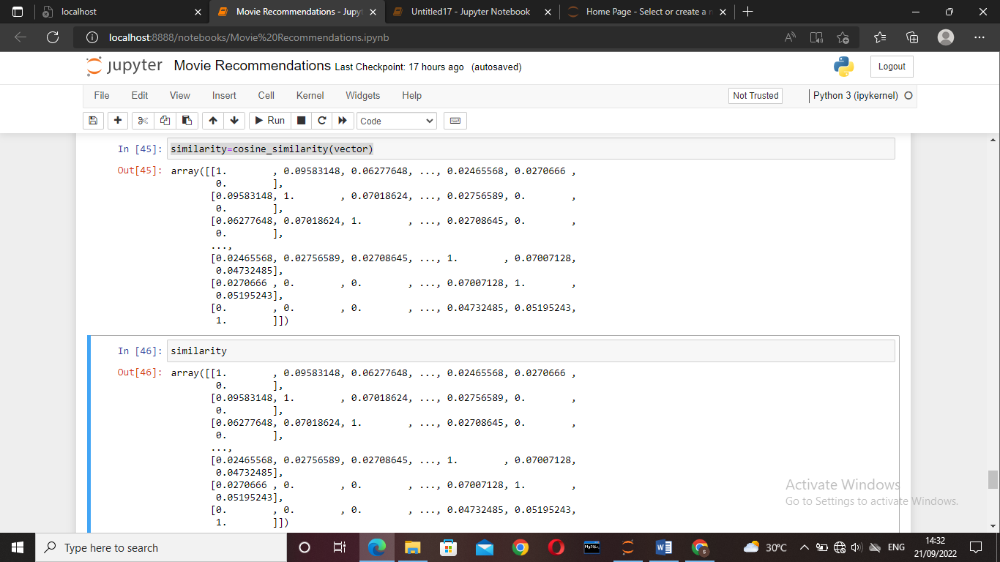 localhost
Movie Recommendations - Jupyt
Untitled17 - Jupyter Notebook
Home Page - Select or create a n
localhost:8888/notebooks/Movie%20Recommendations.ipynb
jupyter Movie Recommendations Last Checkpoint: 17 hours ago (autosaved)
Logout
File Edit View Insert Cell Kernel Widgets Help
Not Trusted
Python 3 (ipykernel)
Run
Code
In [45]: similarity=cosine_similarity(vector)
Out[45]: array([[1.        , 0.09583148, 0.06277648, ..., 0.02465568, 0.0270666 ,
0.        ],
[0.09583148, 1.        , 0.07018624, ..., 0.02756589, 0.        ,
0.        ],
[0.06277648, 0.07018624, 1.        , ..., 0.02708645, 0.        ,
0.        ],
...,
[0.02465568, 0.02756589, 0.02708645, ..., 1.        , 0.07007128,
0.04732485],
[0.0270666 , 0.        , 0.        , ..., 0.07007128, 1.        ,
0.05195243],
[0.        , 0.        , 0.        , ..., 0.04732485, 0.05195243,
1.        ]])
In [46]: similarity
Out[46]: array([[1.        , 0.09583148, 0.06277648, ..., 0.02465568, 0.0270666 ,
0.        ],
[0.09583148, 1.        , 0.07018624, ..., 0.02756589, 0.        ,
0.        ],
[0.06277648, 0.07018624, 1.        , ..., 0.02708645, 0.        ,
0.        ],
...,
[0.02465568, 0.02756589, 0.02708645, ..., 1.        , 0.07007128,
0.04732485],
[0.0270666 , 0.        , 0.        , ..., 0.07007128, 1.        ,
0.05195243],
[0.        , 0.        , 0.        , ..., 0.04732485, 0.05195243,
1.        ]])
Activate Windows
Go to Settings to activate Windows.
Type here to search
MySQL
30°C
ENG
14:32
21/09/2022